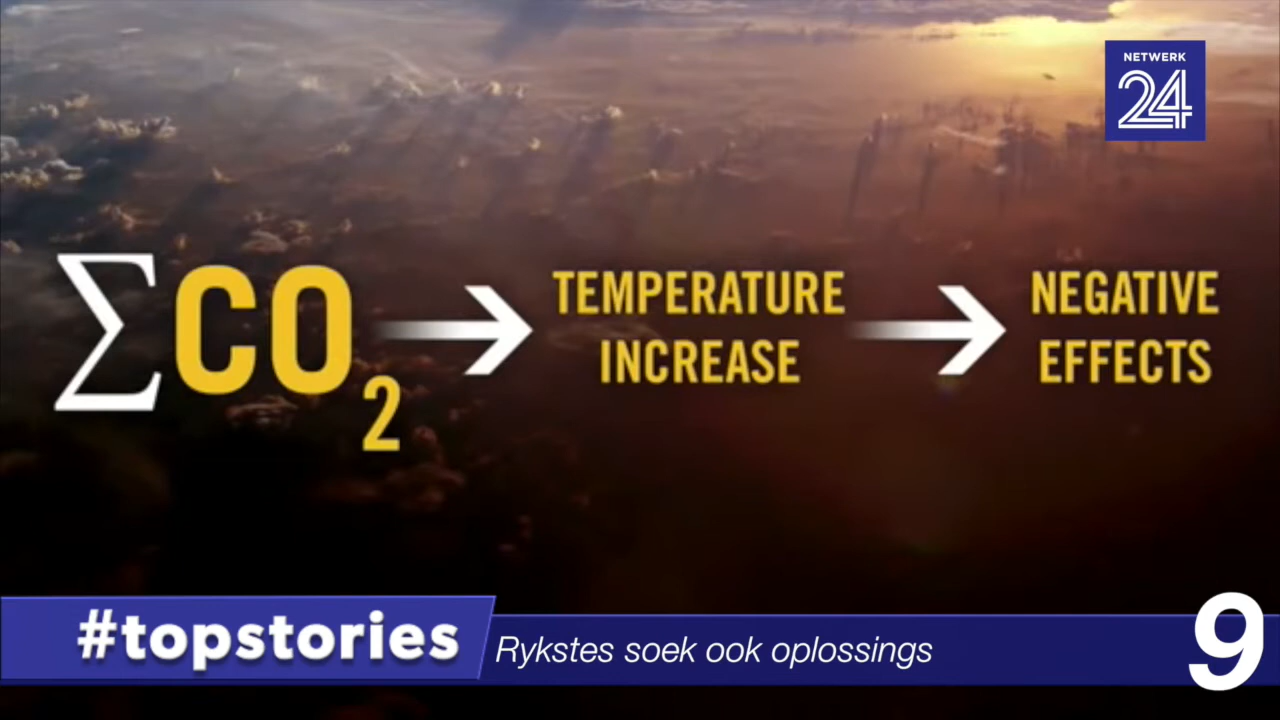 NETWERK
24
ΣCO₂ → TEMPERATURE INCREASE → NEGATIVE EFFECTS
#topstories
Rykstes soek ook oplossings
9